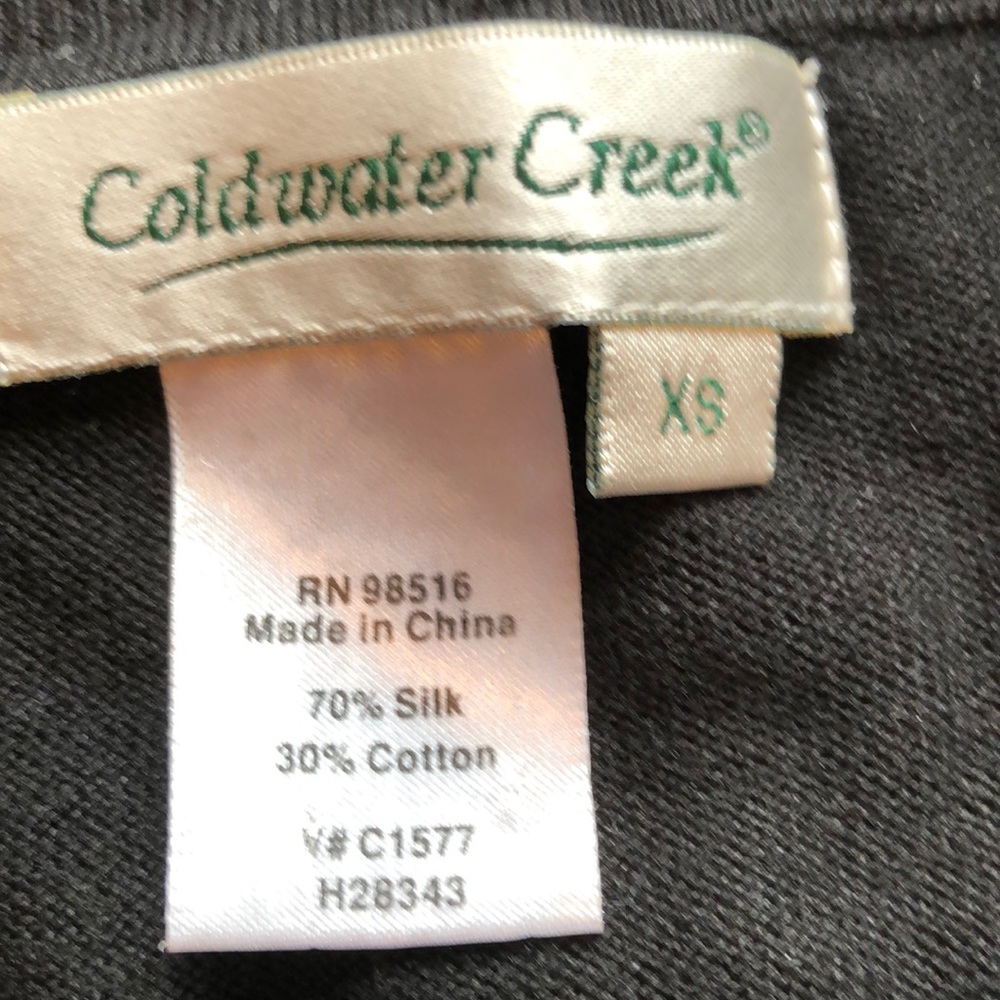 Coldwater Creek®
XS
RN 98516
Made in China
70% Silk
30% Cotton
V# C1577
H28343